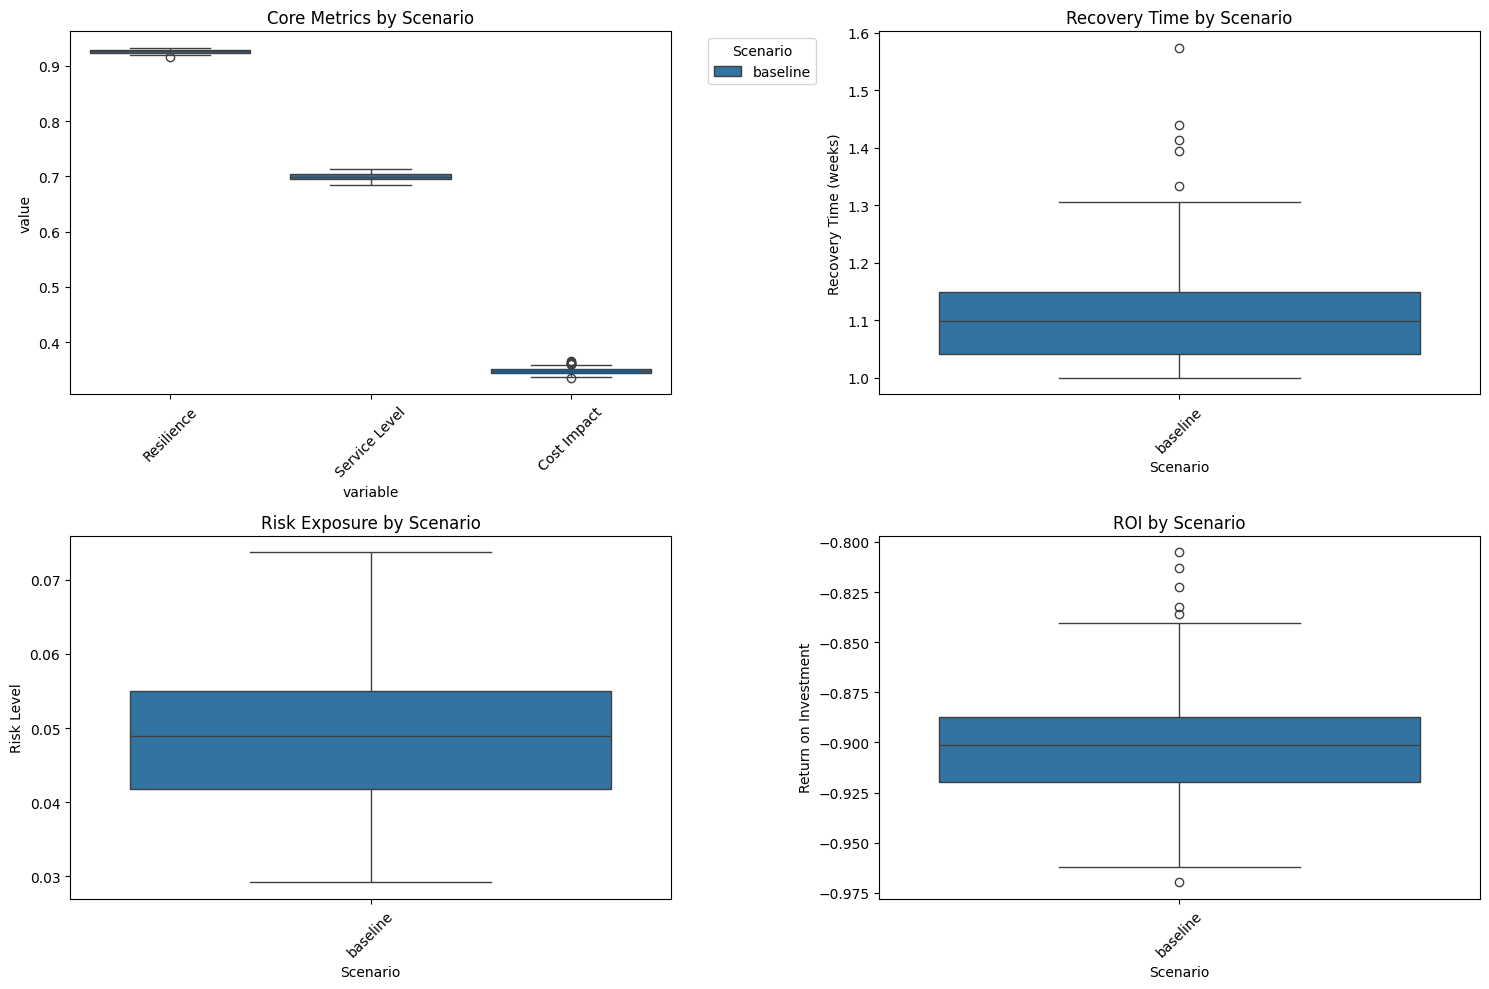 Core Metrics by Scenario
value
0.9
0.8
0.7
0.6
0.5
0.4
Resilience
Service Level
Cost Impact
variable
Scenario
baseline
Recovery Time by Scenario
Recovery Time (weeks)
1.6
1.5
1.4
1.3
1.2
1.1
1.0
baseline
Scenario
Risk Exposure by Scenario
Risk Level
0.07
0.06
0.05
0.04
0.03
baseline
Scenario
ROI by Scenario
Return on Investment
−0.800
−0.825
−0.850
−0.875
−0.900
−0.925
−0.950
−0.975
baseline
Scenario